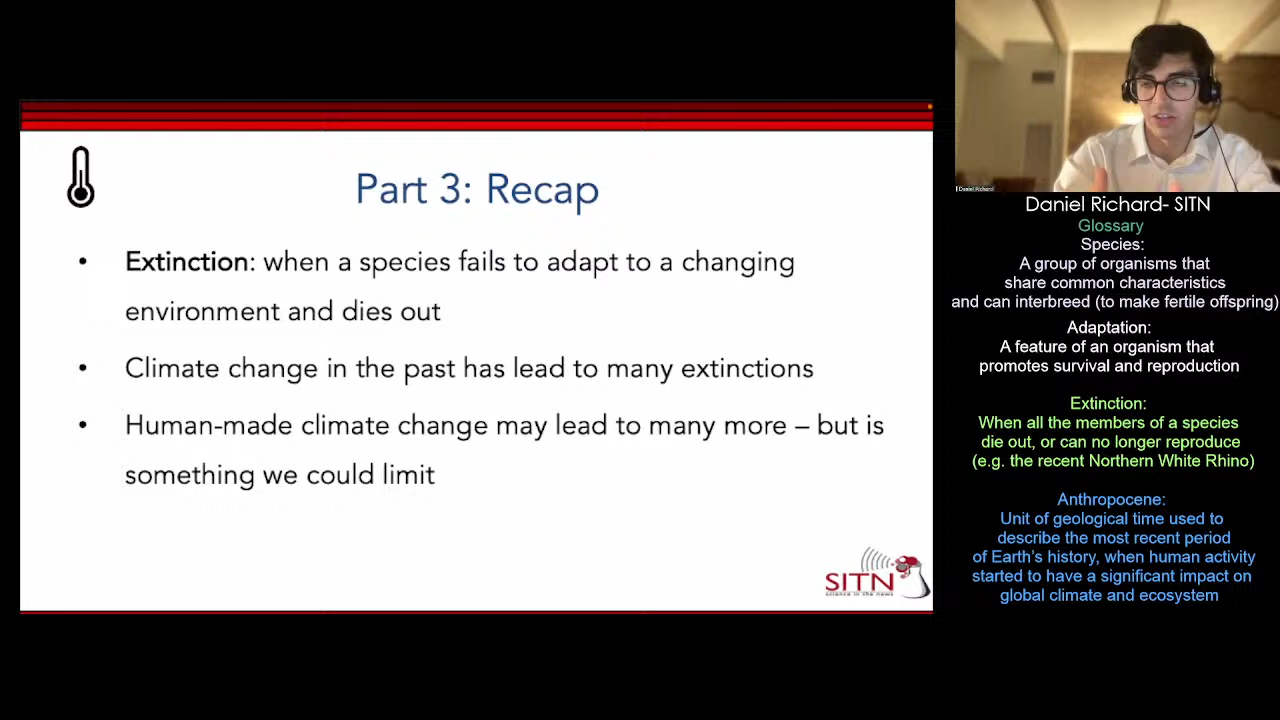 Part 3: Recap
• Extinction: when a species fails to adapt to a changing
environment and dies out
• Climate change in the past has lead to many extinctions
• Human-made climate change may lead to many more – but is
something we could limit
SITN
science in the news
Daniel Richard
Daniel Richard- SITN
Glossary
Species:
A group of organisms that
share common characteristics
and can interbreed (to make fertile offspring)
Adaptation:
A feature of an organism that
promotes survival and reproduction
Extinction:
When all the members of a species
die out, or can no longer reproduce
(e.g. the recent Northern White Rhino)
Anthropocene:
Unit of geological time used to
describe the most recent period
of Earth's history, when human activity
started to have a significant impact on
global climate and ecosystem